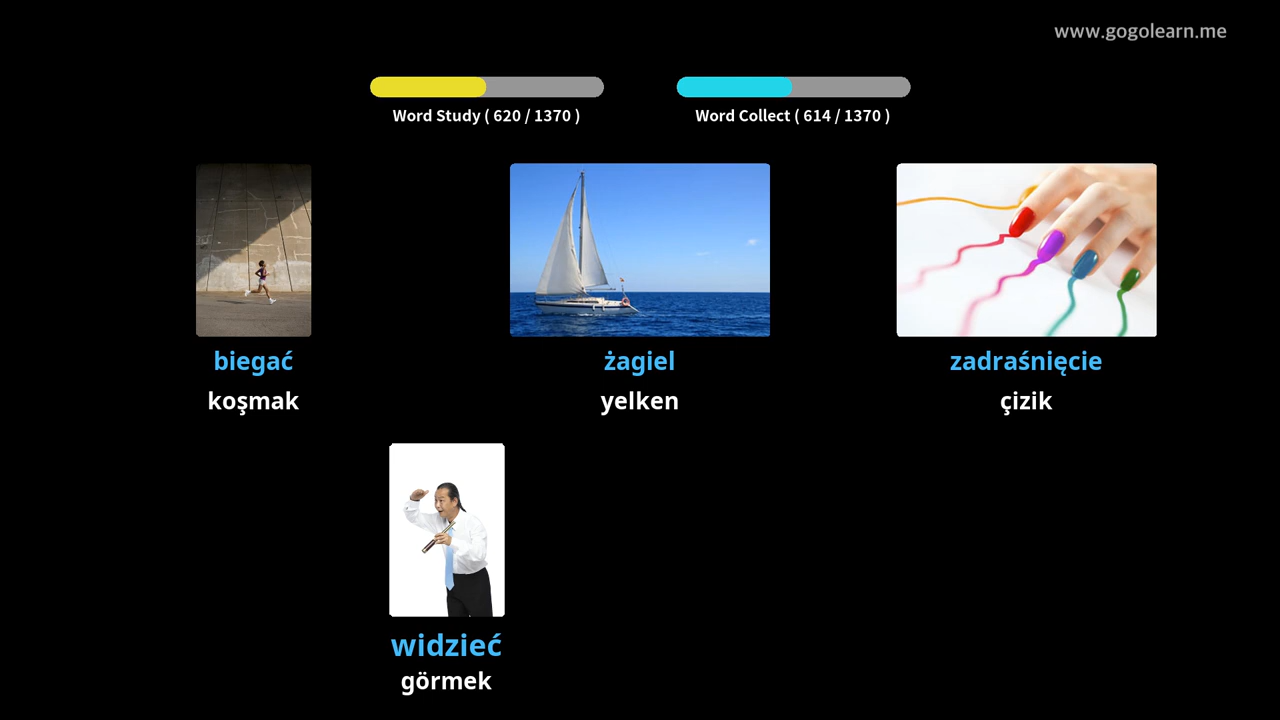 www.gogolearn.me
Word Study ( 620 / 1370 )
Word Collect ( 614 / 1370 )
biegać
koşmak
żagiel
yelken
zadraśnięcie
çizik
widzieć
görmek